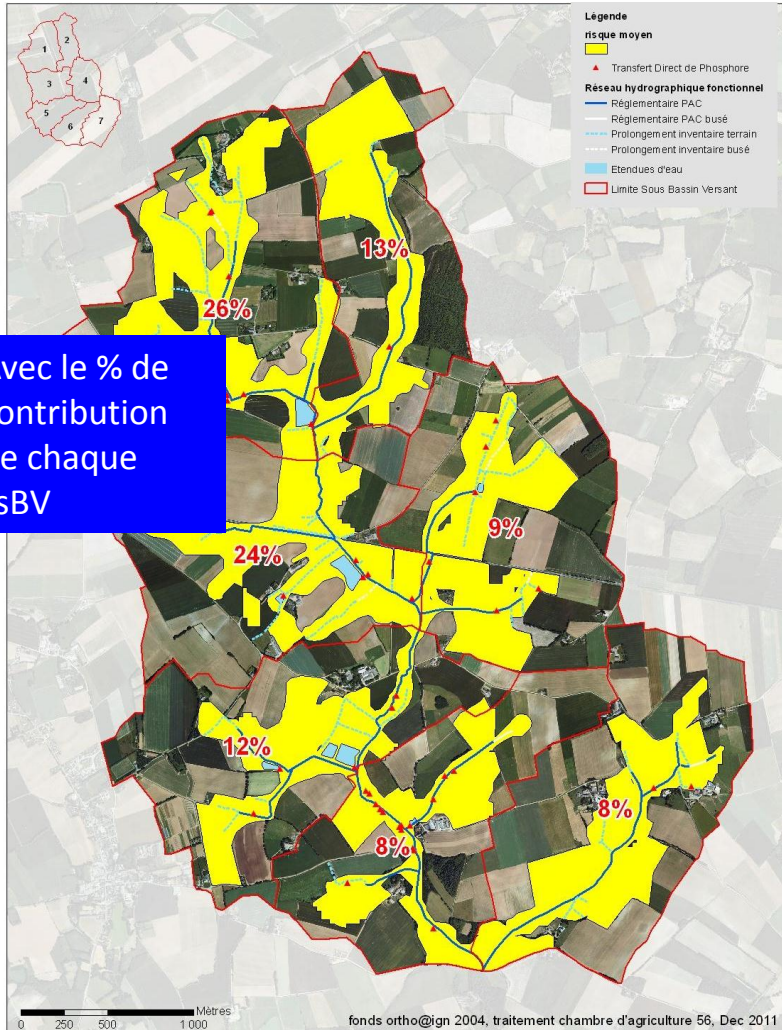 1
2
3
4
5
6
7
Légende
risque moyen
Transfert Direct de Phosphore
Réseau hydrographique fonctionnel
Réglementaire PAC
Réglementaire PAC busé
Prolongement inventaire terrain
Prolongement inventaire busé
Etendues d'eau
Limite Sous Bassin Versant
13%
26%
vec le % de
ontribution
e chaque
sBV
9%
24%
12%
8%
8%
Mètres
0 250 500 1 000
fonds ortho@ign 2004, traitement chambre d'agriculture 56, Dec 2011